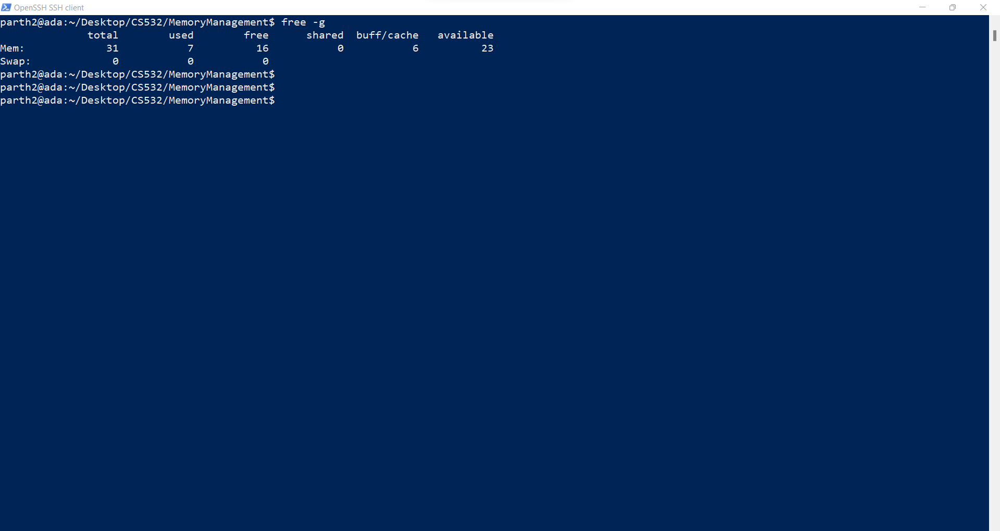 OpenSSH SSH client
parth2@ada:~/Desktop/CS532/MemoryManagement$ free -g
              total        used        free      shared  buff/cache   available
Mem:             31           7          16           0           6          23
Swap:             0           0           0
parth2@ada:~/Desktop/CS532/MemoryManagement$
parth2@ada:~/Desktop/CS532/MemoryManagement$
parth2@ada:~/Desktop/CS532/MemoryManagement$